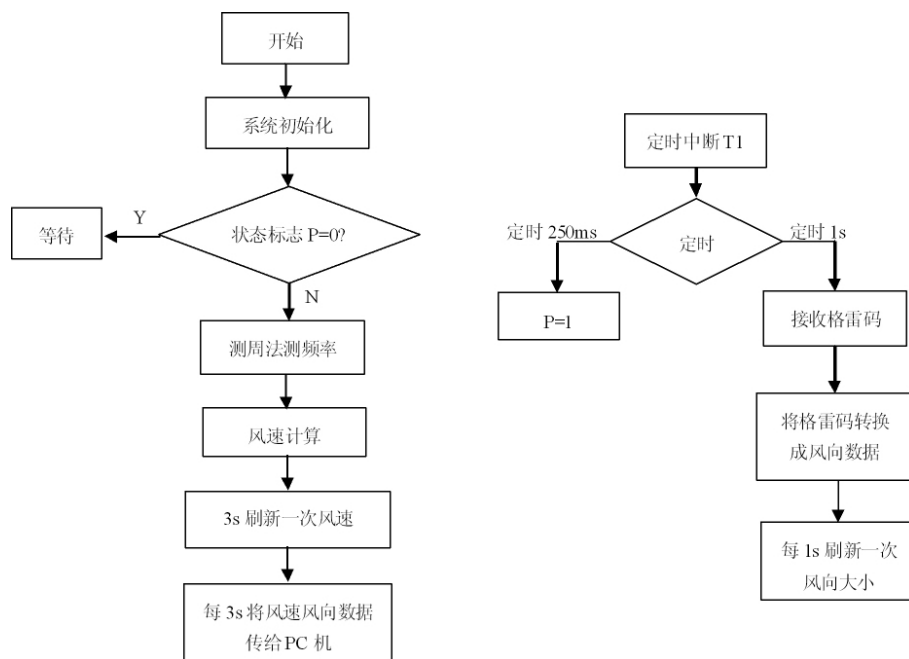 开始
系统初始化
状态标志 P=0?
Y
等待
N
测周法测频率
风速计算
3s 刷新一次风速
每 3s 将风速风向数据
传给 PC 机
定时中断 T1
定时
定时 250ms
定时 1s
P=1
接收格雷码
将格雷码转换
成风向数据
每 1s 刷新一次
风向大小